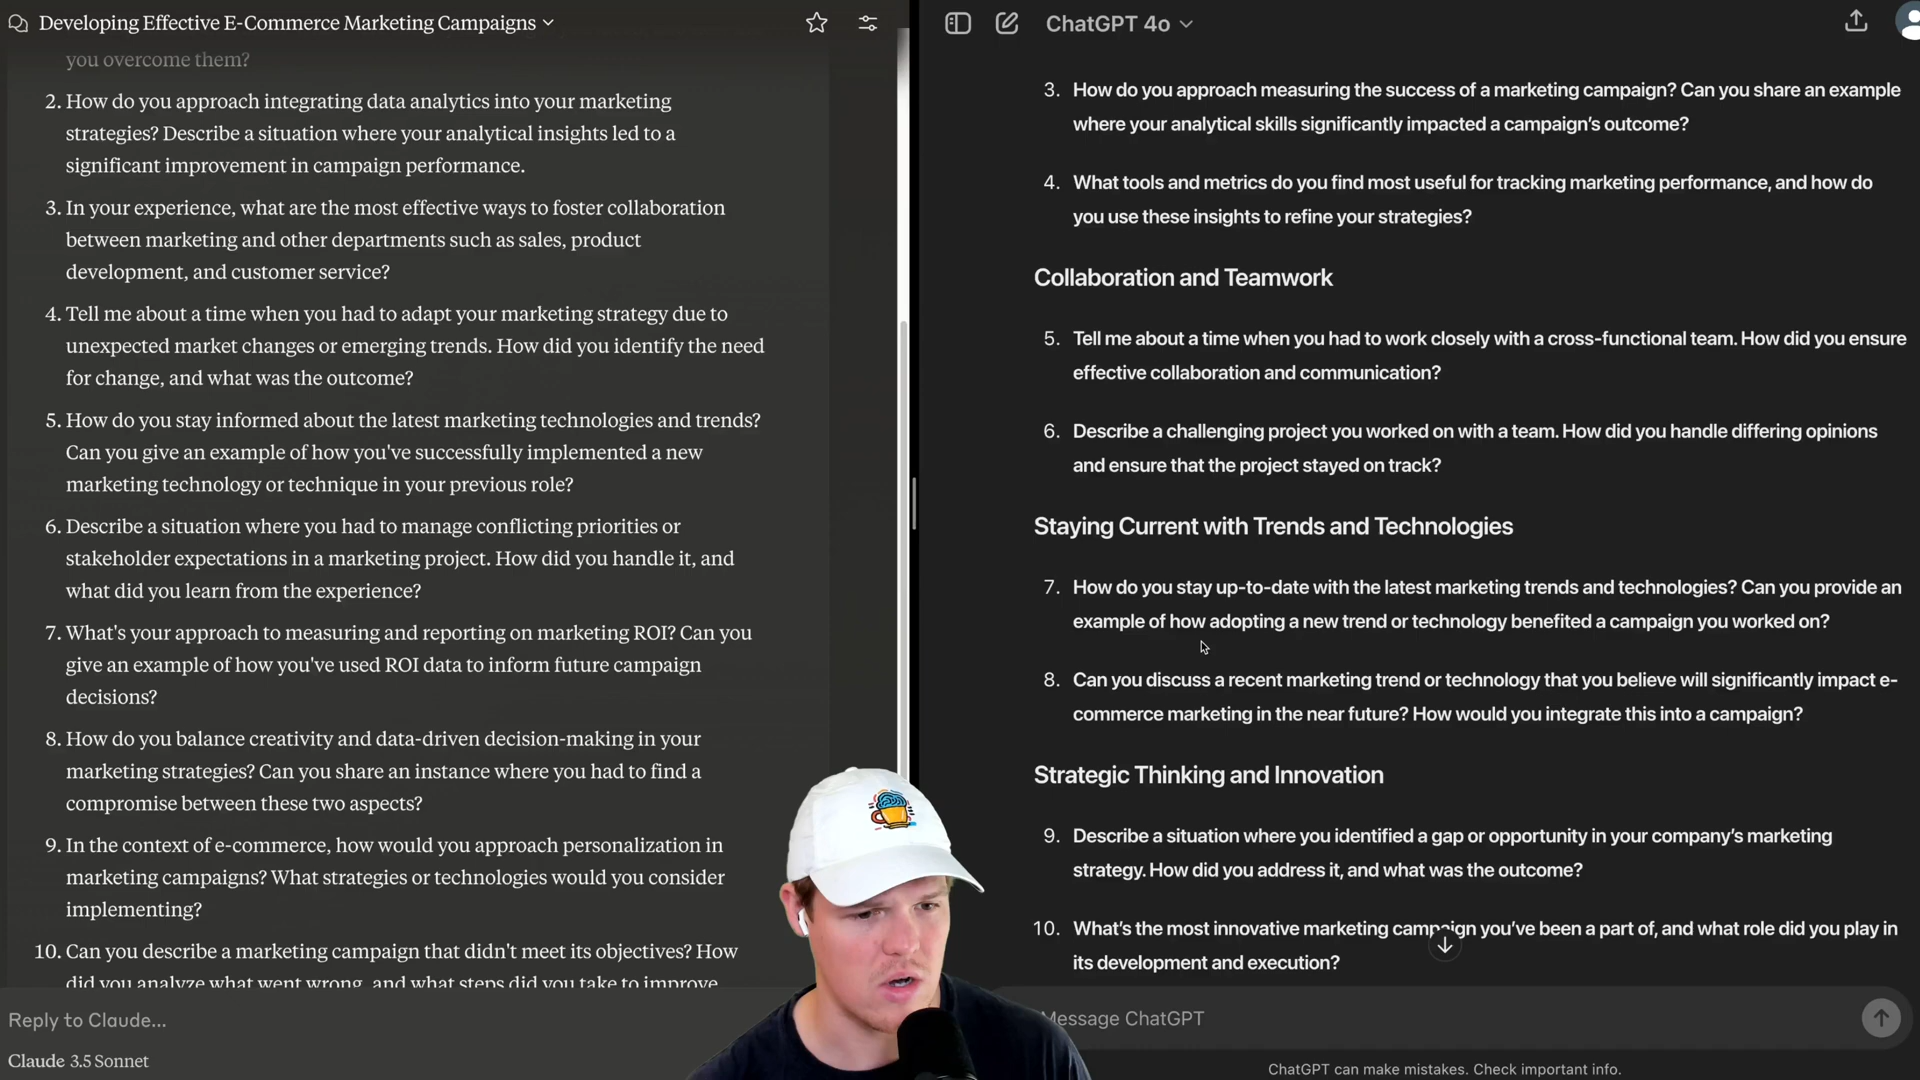 Developing Effective E-Commerce Marketing Campaigns
you overcome them?
2. How do you approach integrating data analytics into your marketing
strategies? Describe a situation where your analytical insights led to a
significant improvement in campaign performance.
3. In your experience, what are the most effective ways to foster collaboration
between marketing and other departments such as sales, product
development, and customer service?
4. Tell me about a time when you had to adapt your marketing strategy due to
unexpected market changes or emerging trends. How did you identify the need
for change, and what was the outcome?
5. How do you stay informed about the latest marketing technologies and trends?
Can you give an example of how you've successfully implemented a new
marketing technology or technique in your previous role?
6. Describe a situation where you had to manage conflicting priorities or
stakeholder expectations in a marketing project. How did you handle it, and
what did you learn from the experience?
7. What's your approach to measuring and reporting on marketing ROI? Can you
give an example of how you've used ROI data to inform future campaign
decisions?
8. How do you balance creativity and data-driven decision-making in your
marketing strategies? Can you share an instance where you had to find a
compromise between these two aspects?
9. In the context of e-commerce, how would you approach personalization in
marketing campaigns? What strategies or technologies would you consider
implementing?
10. Can you describe a marketing campaign that didn't meet its objectives? How
did you analyze what went wrong, and what steps did you take to improve
Reply to Claude...
Claude 3.5 Sonnet
ChatGPT 4o
3. How do you approach measuring the success of a marketing campaign? Can you share an example
where your analytical skills significantly impacted a campaign's outcome?
4. What tools and metrics do you find most useful for tracking marketing performance, and how do
you use these insights to refine your strategies?
Collaboration and Teamwork
5. Tell me about a time when you had to work closely with a cross-functional team. How did you ensure
effective collaboration and communication?
6. Describe a challenging project you worked on with a team. How did you handle differing opinions
and ensure that the project stayed on track?
Staying Current with Trends and Technologies
7. How do you stay up-to-date with the latest marketing trends and technologies? Can you provide an
example of how adopting a new trend or technology benefited a campaign you worked on?
8. Can you discuss a recent marketing trend or technology that you believe will significantly impact e-
commerce marketing in the near future? How would you integrate this into a campaign?
Strategic Thinking and Innovation
9. Describe a situation where you identified a gap or opportunity in your company's marketing
strategy. How did you address it, and what was the outcome?
10. What's the most innovative marketing campaign you've been a part of, and what role did you play in
its development and execution?
Message ChatGPT
ChatGPT can make mistakes. Check important info.